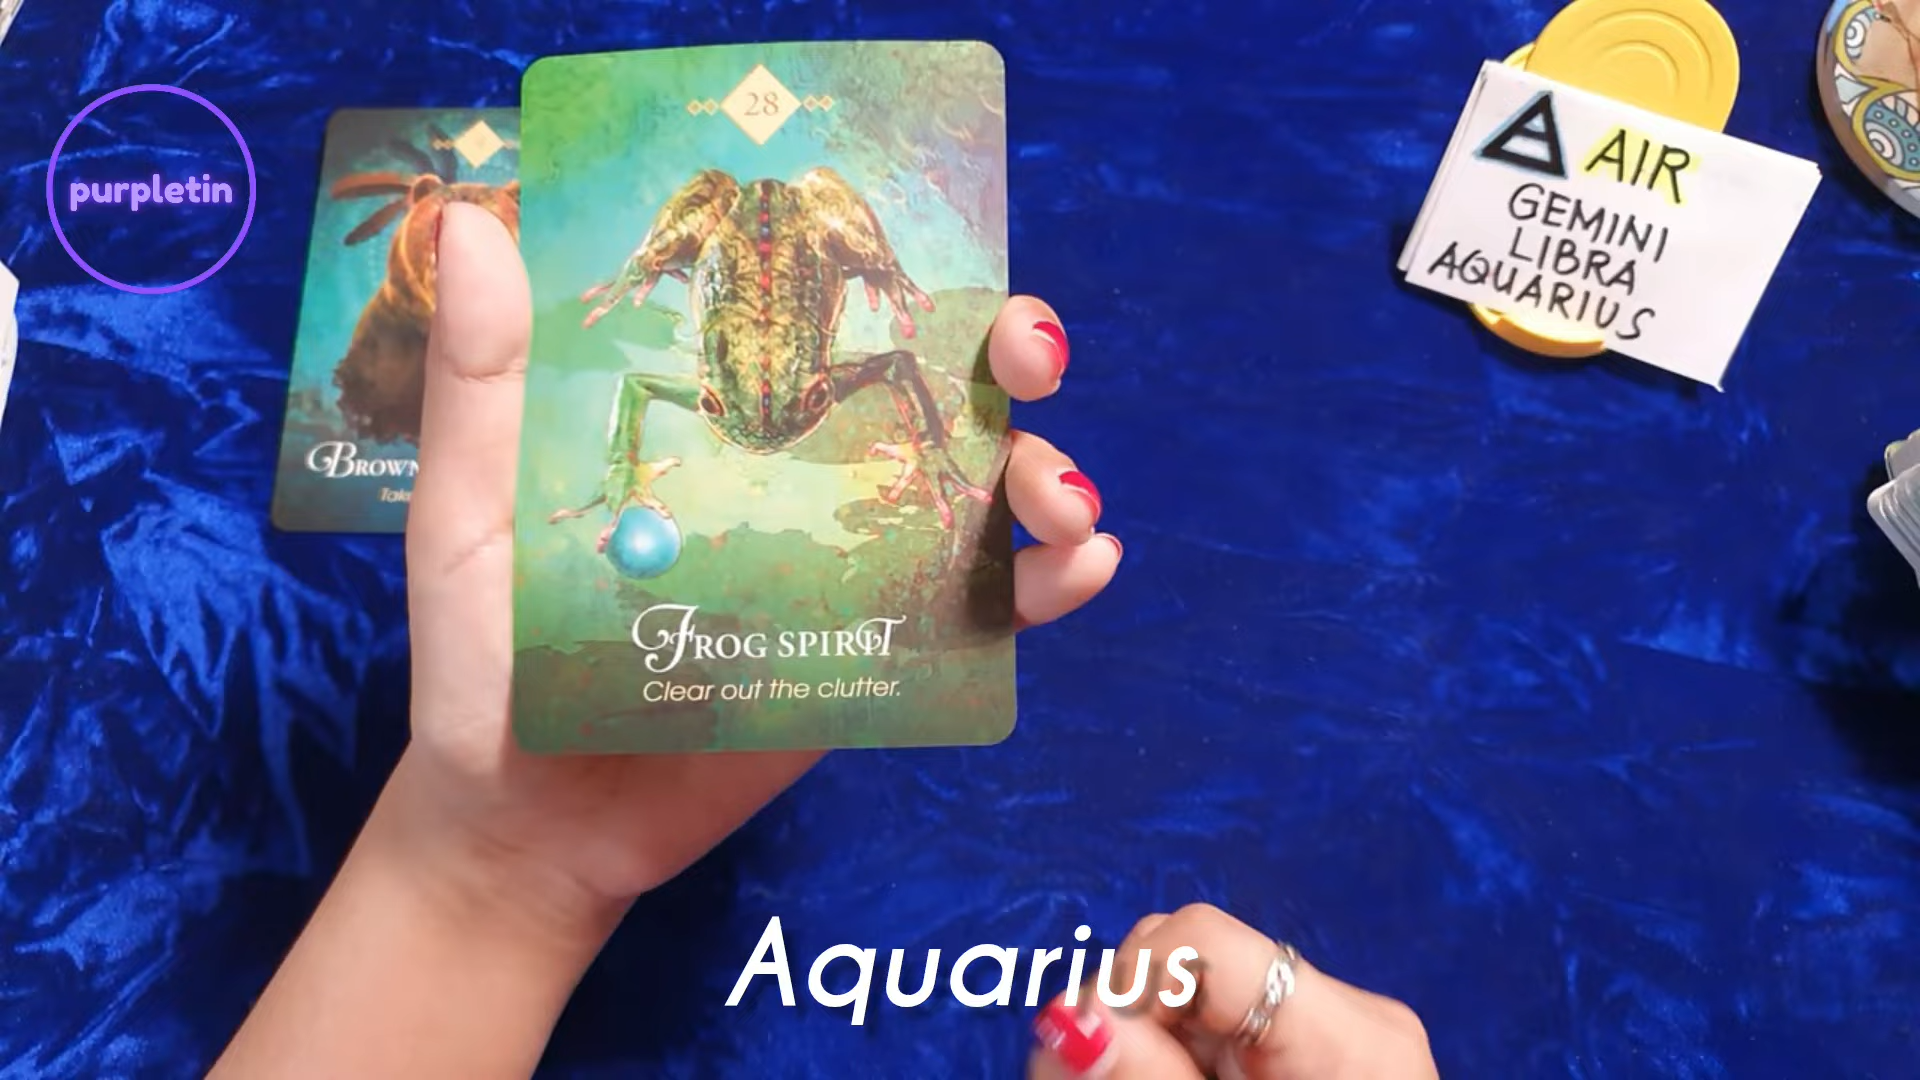 purpletin
28
FROG SPIRIT
Clear out the clutter.
BROWN
AIR
GEMINI
LIBRA
AQUARIUS
Aquarius